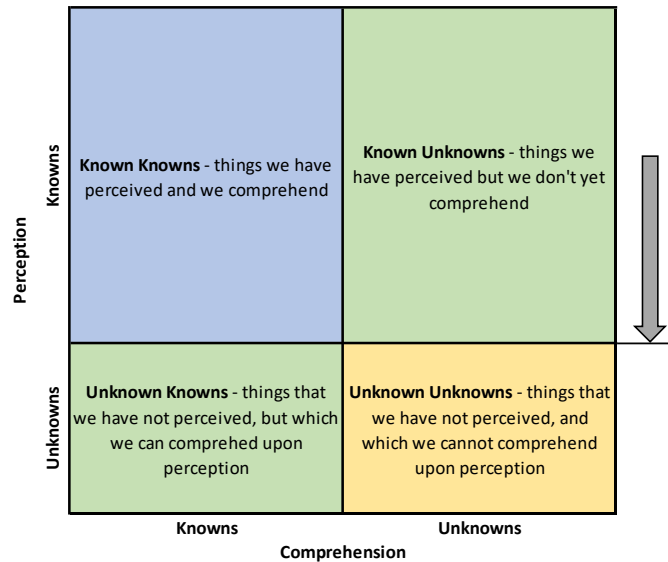 Known Knowns - things we have
perceived and we comprehend
Known Unknowns - things we
have perceived but we don't yet
comprehend
Knowns
Perception
Unknown Knowns - things that
we have not perceived, but which
we can comprehed upon
perception
Unknown Unknowns - things that
we have not perceived, and
which we cannot comprehend
upon perception
Unknowns
Knowns
Unknowns
Comprehension